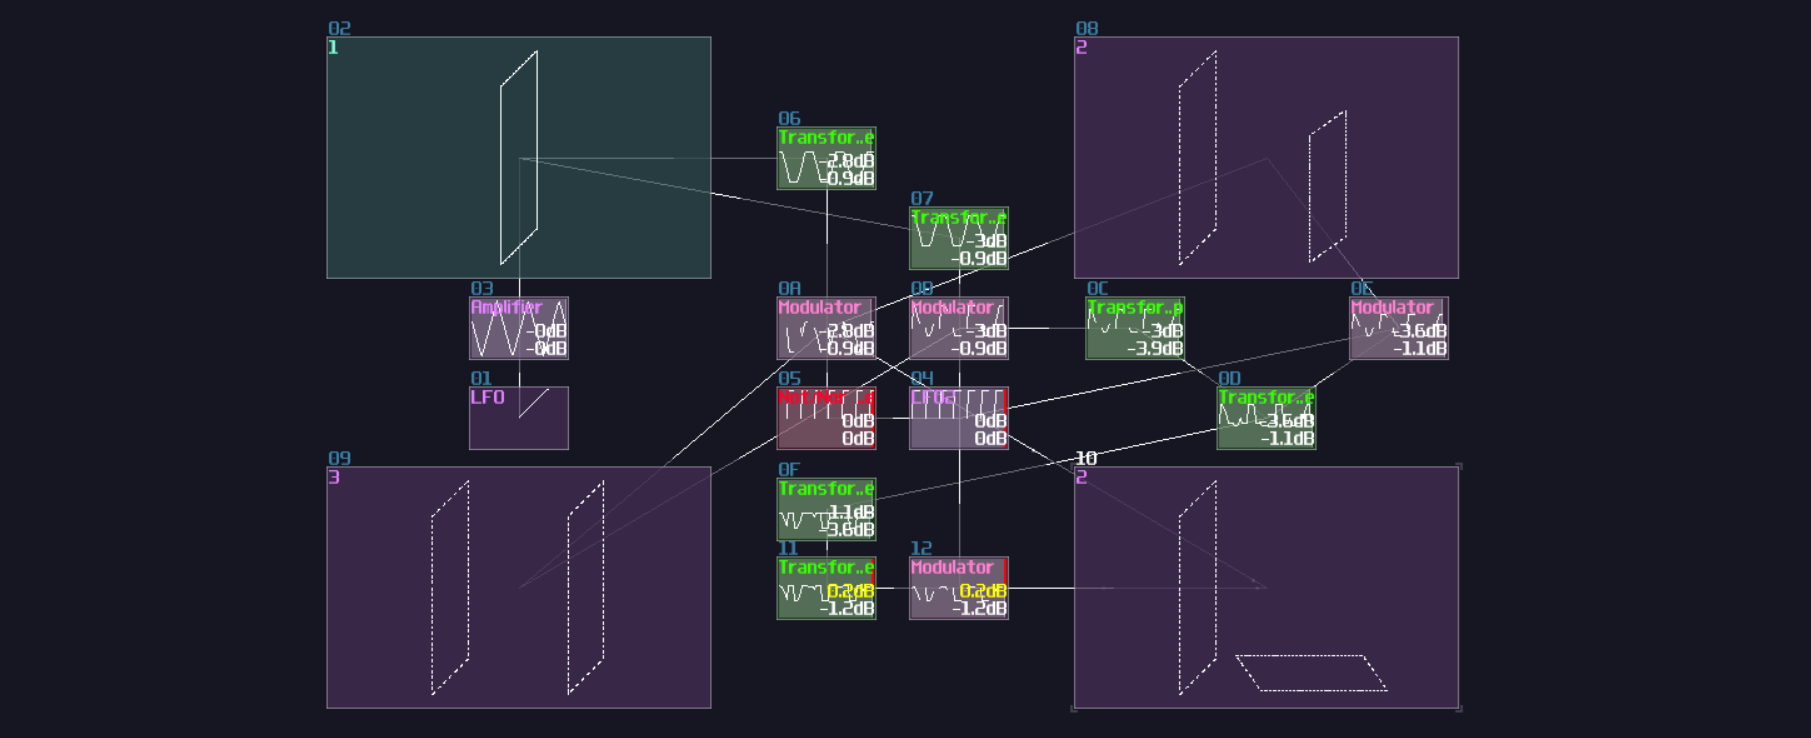 02
1
08
2
06
Transfor..e
-2.8dB
-0.9dB
07
Transfor..e
-3dB
-0.9dB
03
Amplifier
-0dB
-0dB
0A
Modulator
-2.8dB
-0.9dB
0B
Modulator
-3dB
-0.9dB
0C
Transfor..p
-3dB
-3.9dB
0E
Modulator
-3.6dB
-1.1dB
01
LFO
05
0dB
0dB
04
0dB
0dB
0D
Transfor..e
-3.6dB
-1.1dB
09
3
0F
Transfor..e
1.1dB
-3.6dB
10
2
11
Transfor..e
0.2dB
-1.2dB
12
Modulator
0.2dB
-1.2dB